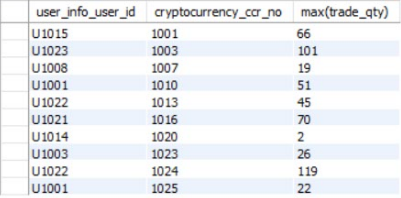 user_info_user_id cryptocurrency_ccr_no max(trade_qty)
U1015 1001 66
U1023 1003 101
U1008 1007 19
U1001 1010 51
U1022 1013 45
U1021 1016 70
U1014 1020 2
U1003 1023 26
U1022 1024 119
U1001 1025 22